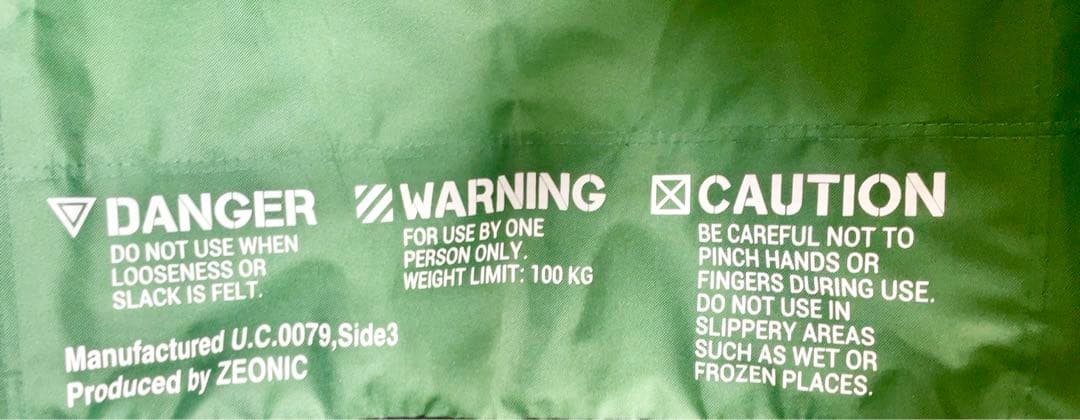 DANGER
DO NOT USE WHEN
LOOSENESS OR
SLACK IS FELT.
WARNING
FOR USE BY ONE
PERSON ONLY.
WEIGHT LIMIT: 100 KG
CAUTION
BE CAREFUL NOT TO
PINCH HANDS OR
FINGERS DURING USE.
DO NOT USE IN
SLIPPERY AREAS
SUCH AS WET OR
FROZEN PLACES.
Manufactured U.C.0079,Side3
Produced by ZEONIC